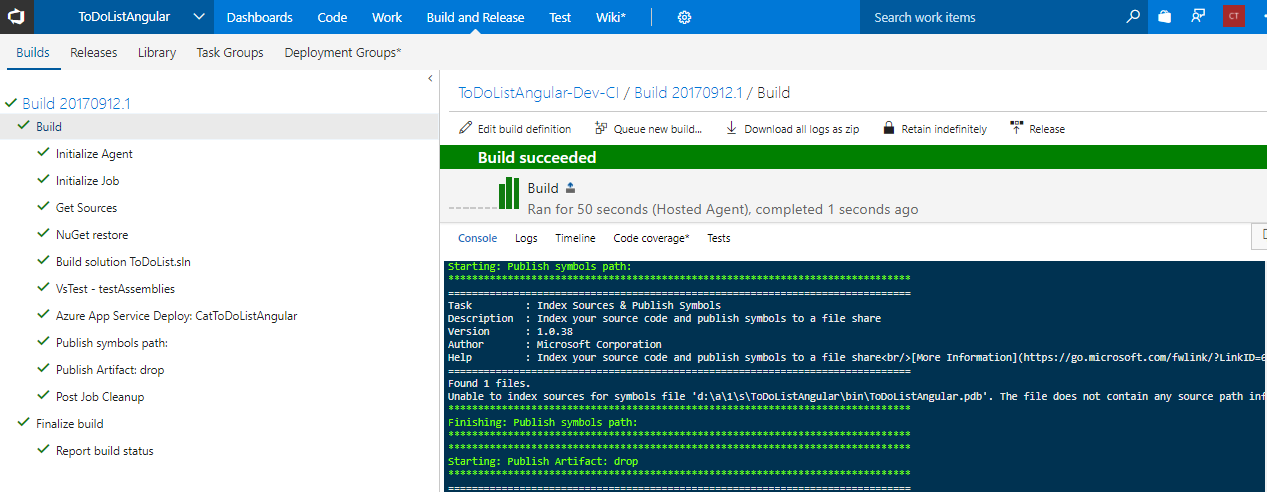 ToDoListAngular Dashboards Code Work Build and Release Test Wiki* Search work items CT
Builds Releases Library Task Groups Deployment Groups*
Build 20170912.1
Build
Initialize Agent
Initialize Job
Get Sources
NuGet restore
Build solution ToDoList.sln
VsTest - testAssemblies
Azure App Service Deploy: CatToDoListAngular
Publish symbols path:
Publish Artifact: drop
Post Job Cleanup
Finalize build
Report build status
ToDoListAngular-Dev-CI / Build 20170912.1 / Build
Edit build definition Queue new build... Download all logs as zip Retain indefinitely Release
Build succeeded
Build
Ran for 50 seconds (Hosted Agent), completed 1 seconds ago
Console Logs Timeline Code coverage* Tests
Starting: Publish symbols path:
******************************************************************************
==============================================================================
Task : Index Sources & Publish Symbols
Description : Index your source code and publish symbols to a file share
Version : 1.0.38
Author : Microsoft Corporation
Help : Index your source code and publish symbols to a file share<br/>[More Information](https://go.microsoft.com/fwlink/?LinkID=
==============================================================================
Found 1 files.
Unable to index sources for symbols file 'd:\a\1\s\ToDoListAngular\bin\ToDoListAngular.pdb'. The file does not contain any source path inf
******************************************************************************
Finishing: Publish symbols path:
******************************************************************************
******************************************************************************
Starting: Publish Artifact: drop
******************************************************************************
==============================================================================